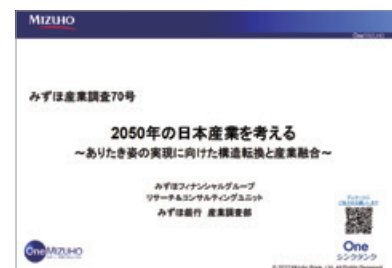 MIZUHO
OneMIZUHO
みずほ産業調査70号
2050年の日本産業を考える
～ありたき姿の実現に向けた構造転換と産業融合～
みずほフィナンシャルグループ
リサーチ&コンサルティングユニット
みずほ銀行 産業調査部
OneMIZUHO
One
シンクタンク